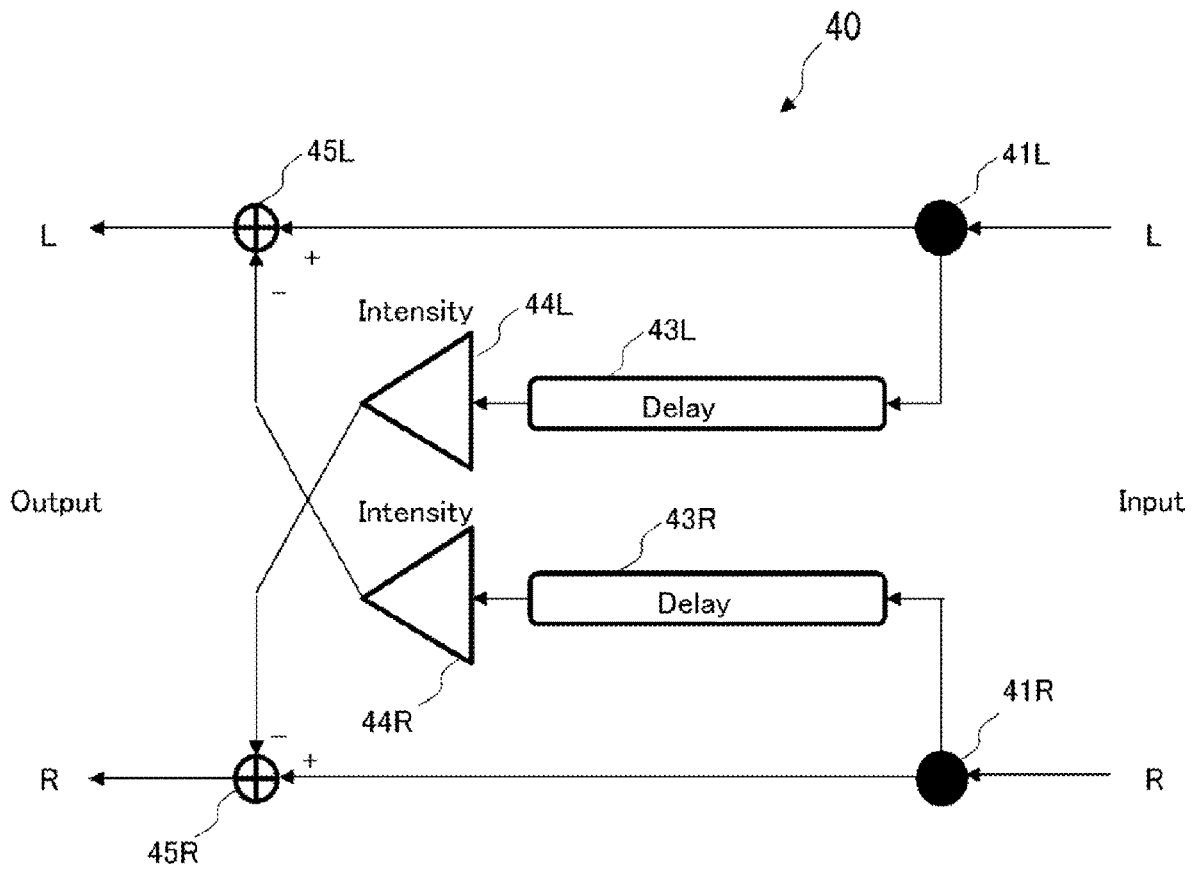 40
45L
41L
L
L
+
−
Intensity
44L
43L
Delay
Output
Input
Intensity
43R
Delay
44R
41R
−
+
R
R
45R